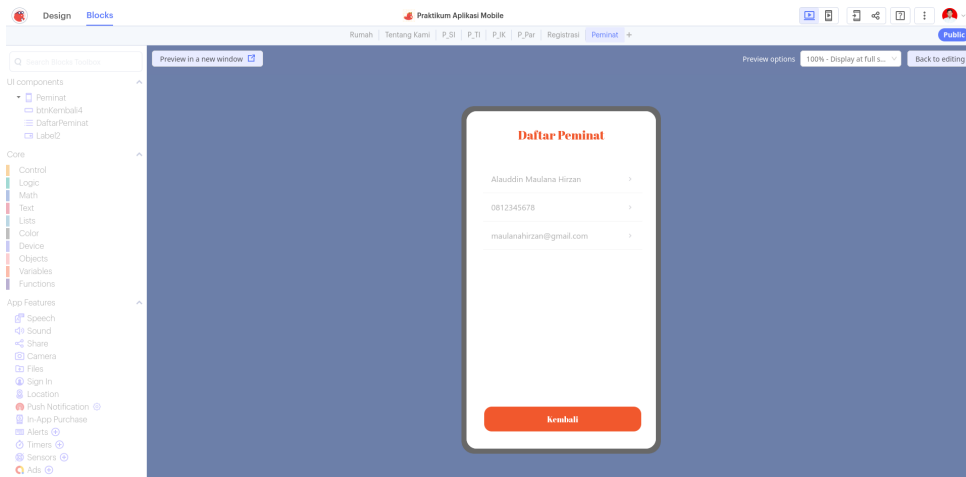 Design Blocks Praktikum Aplikasi Mobile
Rumah Tentang Kami P_SI P_TI P_IK P_Par Registrasi Peminat +
Public
Search Blocks Toolbox
Preview in a new window Preview options 100% - Display at full s... Back to editing
UI components
Peminat
btnKembali4
DaftarPeminat
Label2
Core
Control
Logic
Math
Text
Lists
Color
Device
Objects
Variables
Functions
App Features
Speech
Sound
Share
Camera
Files
Sign In
Location
Push Notification
In-App Purchase
Alerts
Timers
Sensors
Ads
Daftar Peminat
Alauddin Maulana Hirzan
0812345678
maulanahirzan@gmail.com
Kembali